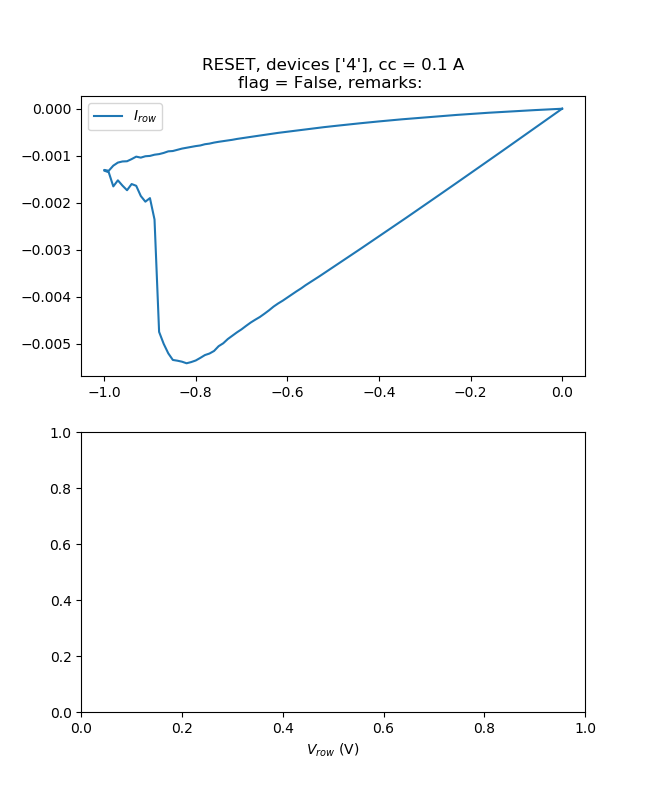 RESET, devices ['4'], cc = 0.1 A
flag = False, remarks:
I_row
0.000
−0.001
−0.002
−0.003
−0.004
−0.005
−1.0 −0.8 −0.6 −0.4 −0.2 0.0
1.0
0.8
0.6
0.4
0.2
0.0
0.0 0.2 0.4 0.6 0.8 1.0
V_row (V)